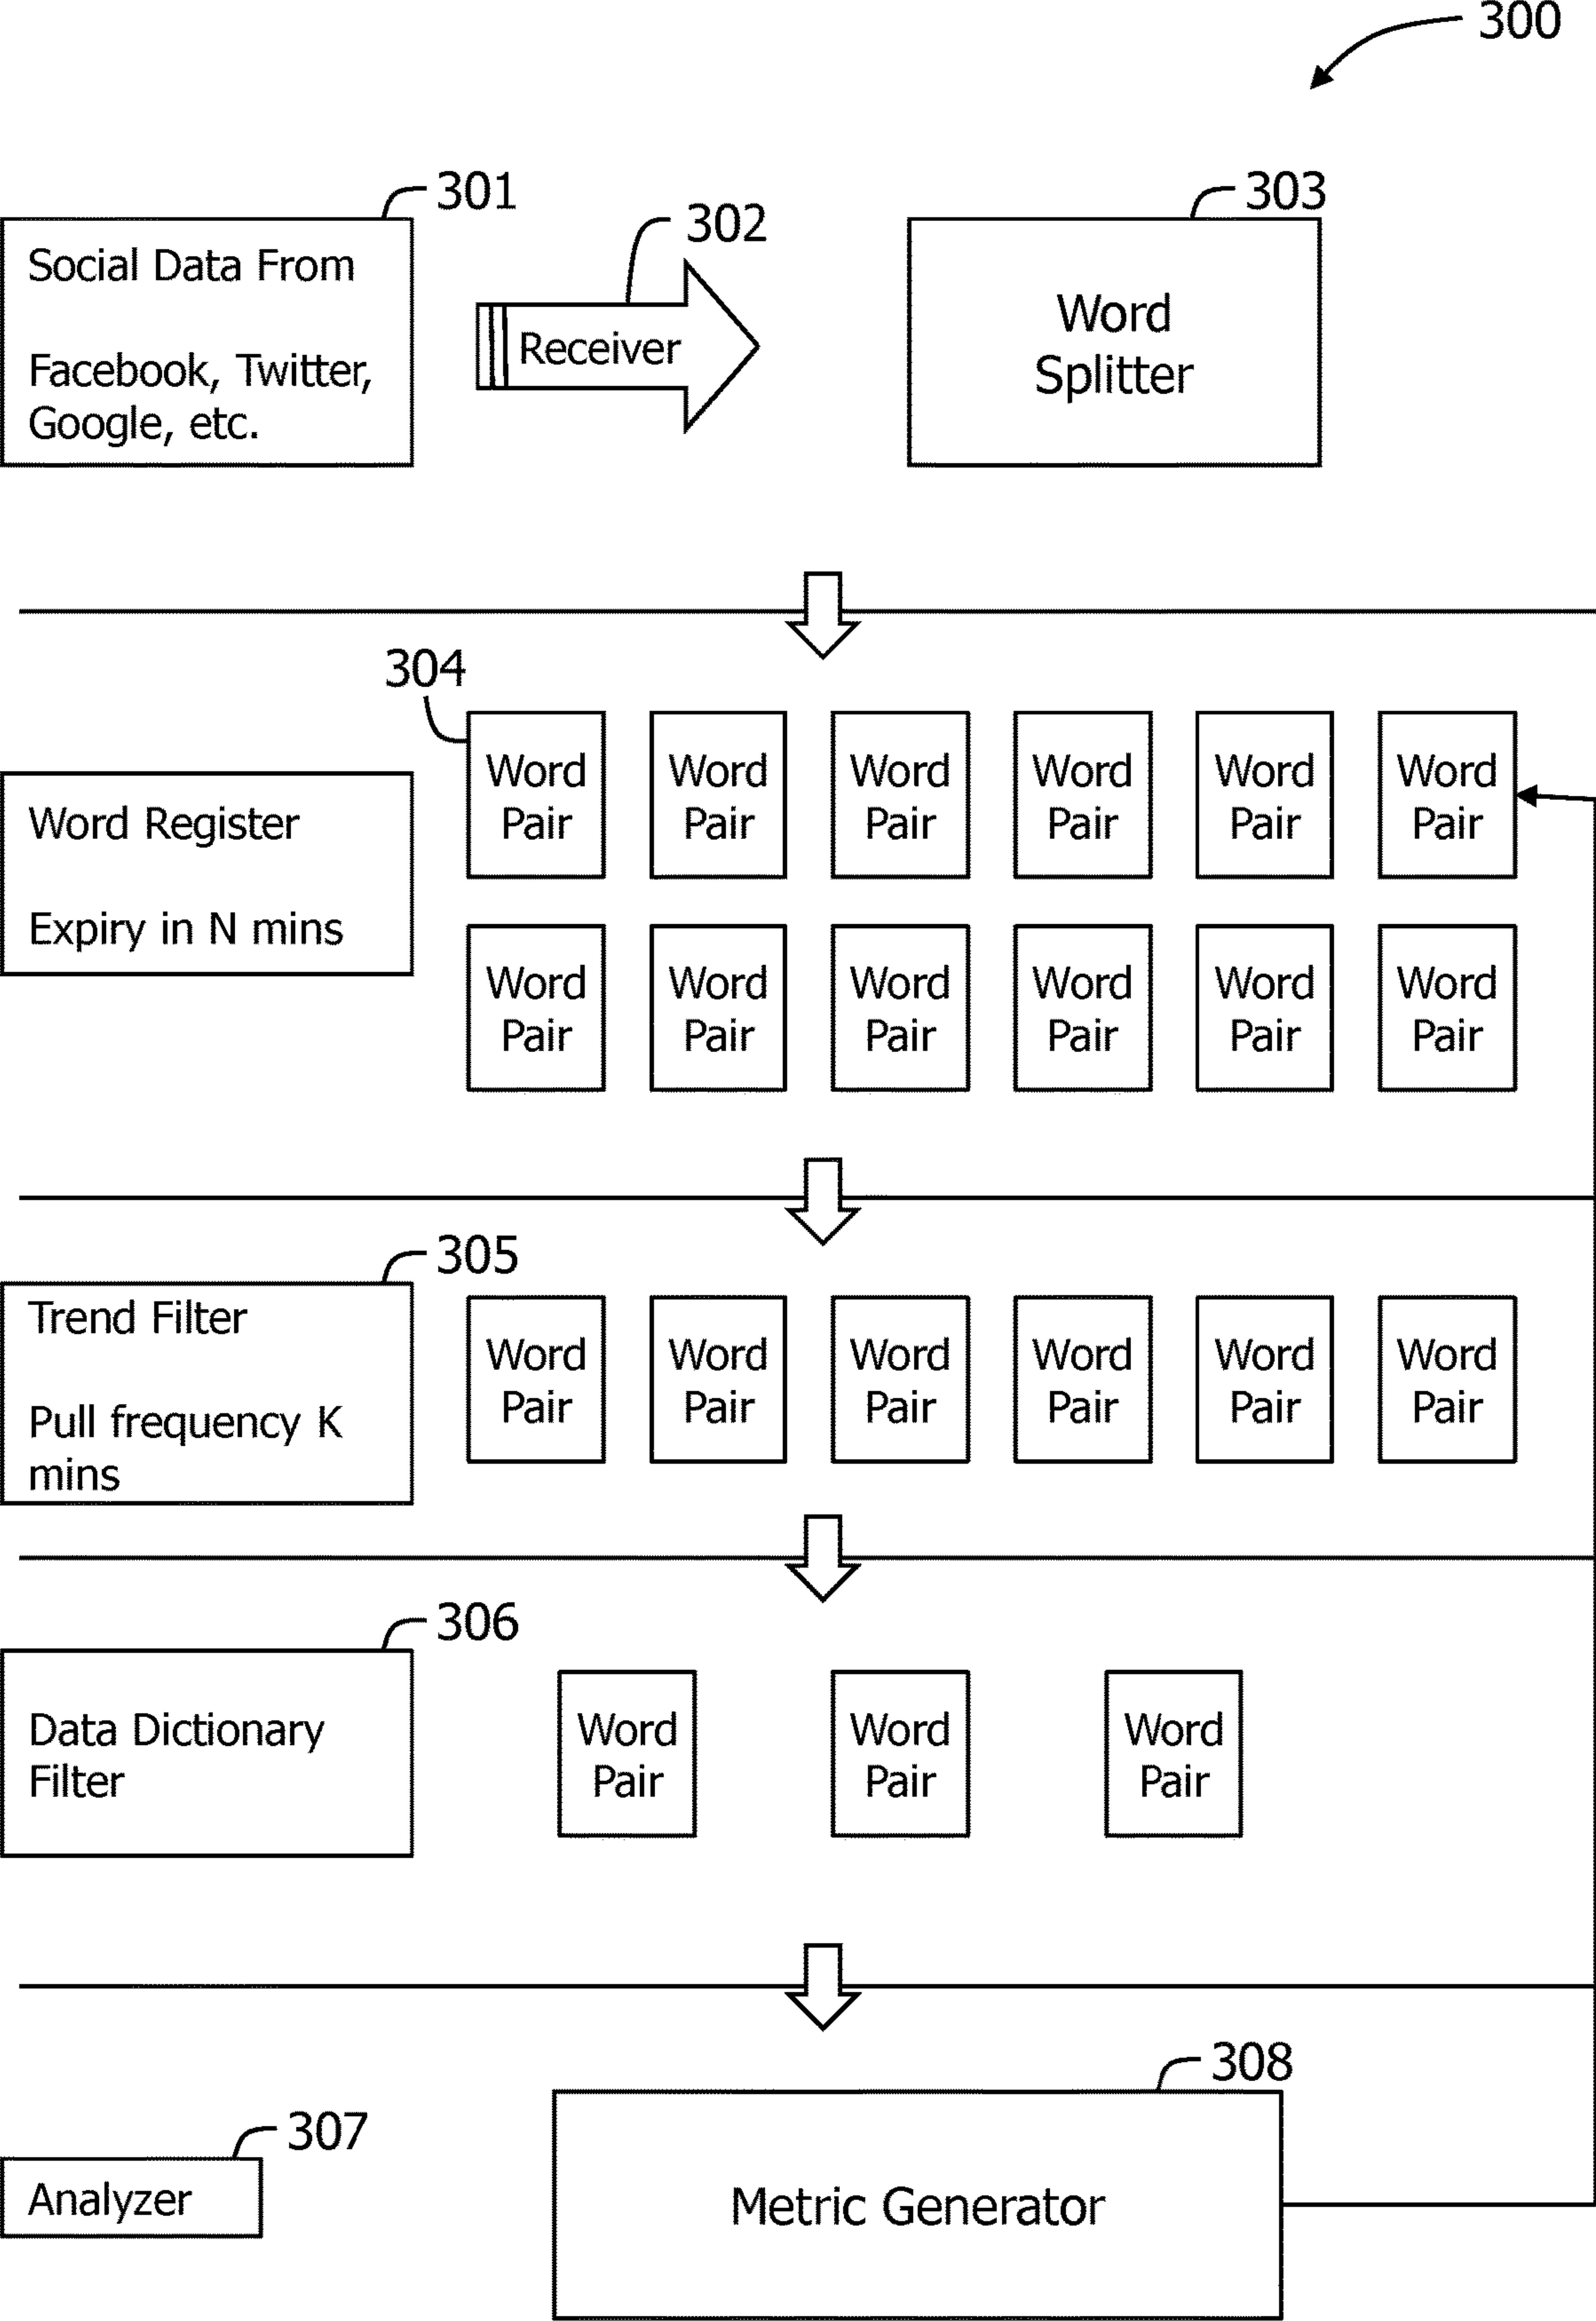 300
301
302
303
Social Data From
Facebook, Twitter,
Google, etc.
Receiver
Word
Splitter
304
Word Register
Expiry in N mins
Word Word Word Word Word Word
Pair Pair Pair Pair Pair Pair
Word Word Word Word Word Word
Pair Pair Pair Pair Pair Pair
305
Trend Filter
Pull frequency K
mins
Word Word Word Word Word Word
Pair Pair Pair Pair Pair Pair
306
Data Dictionary
Filter
Word Word Word
Pair Pair Pair
307
Analyzer
308
Metric Generator